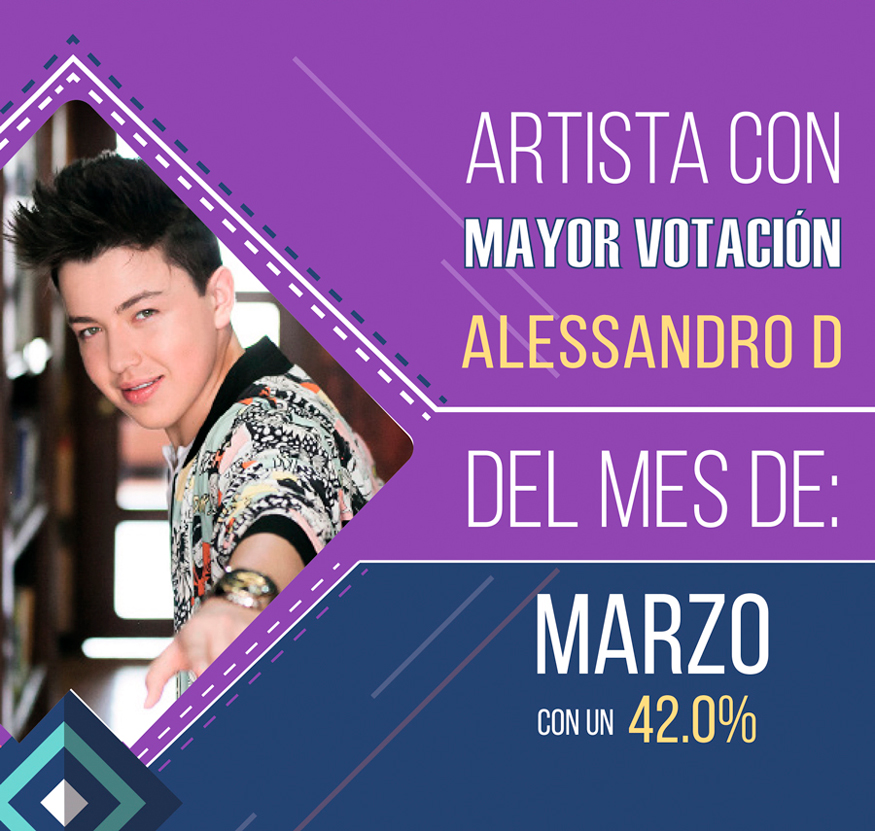 ARTISTA CON
MAYOR VOTACIÓN
ALESSANDRO D
DEL MES DE:
MARZO
CON UN 42.0%